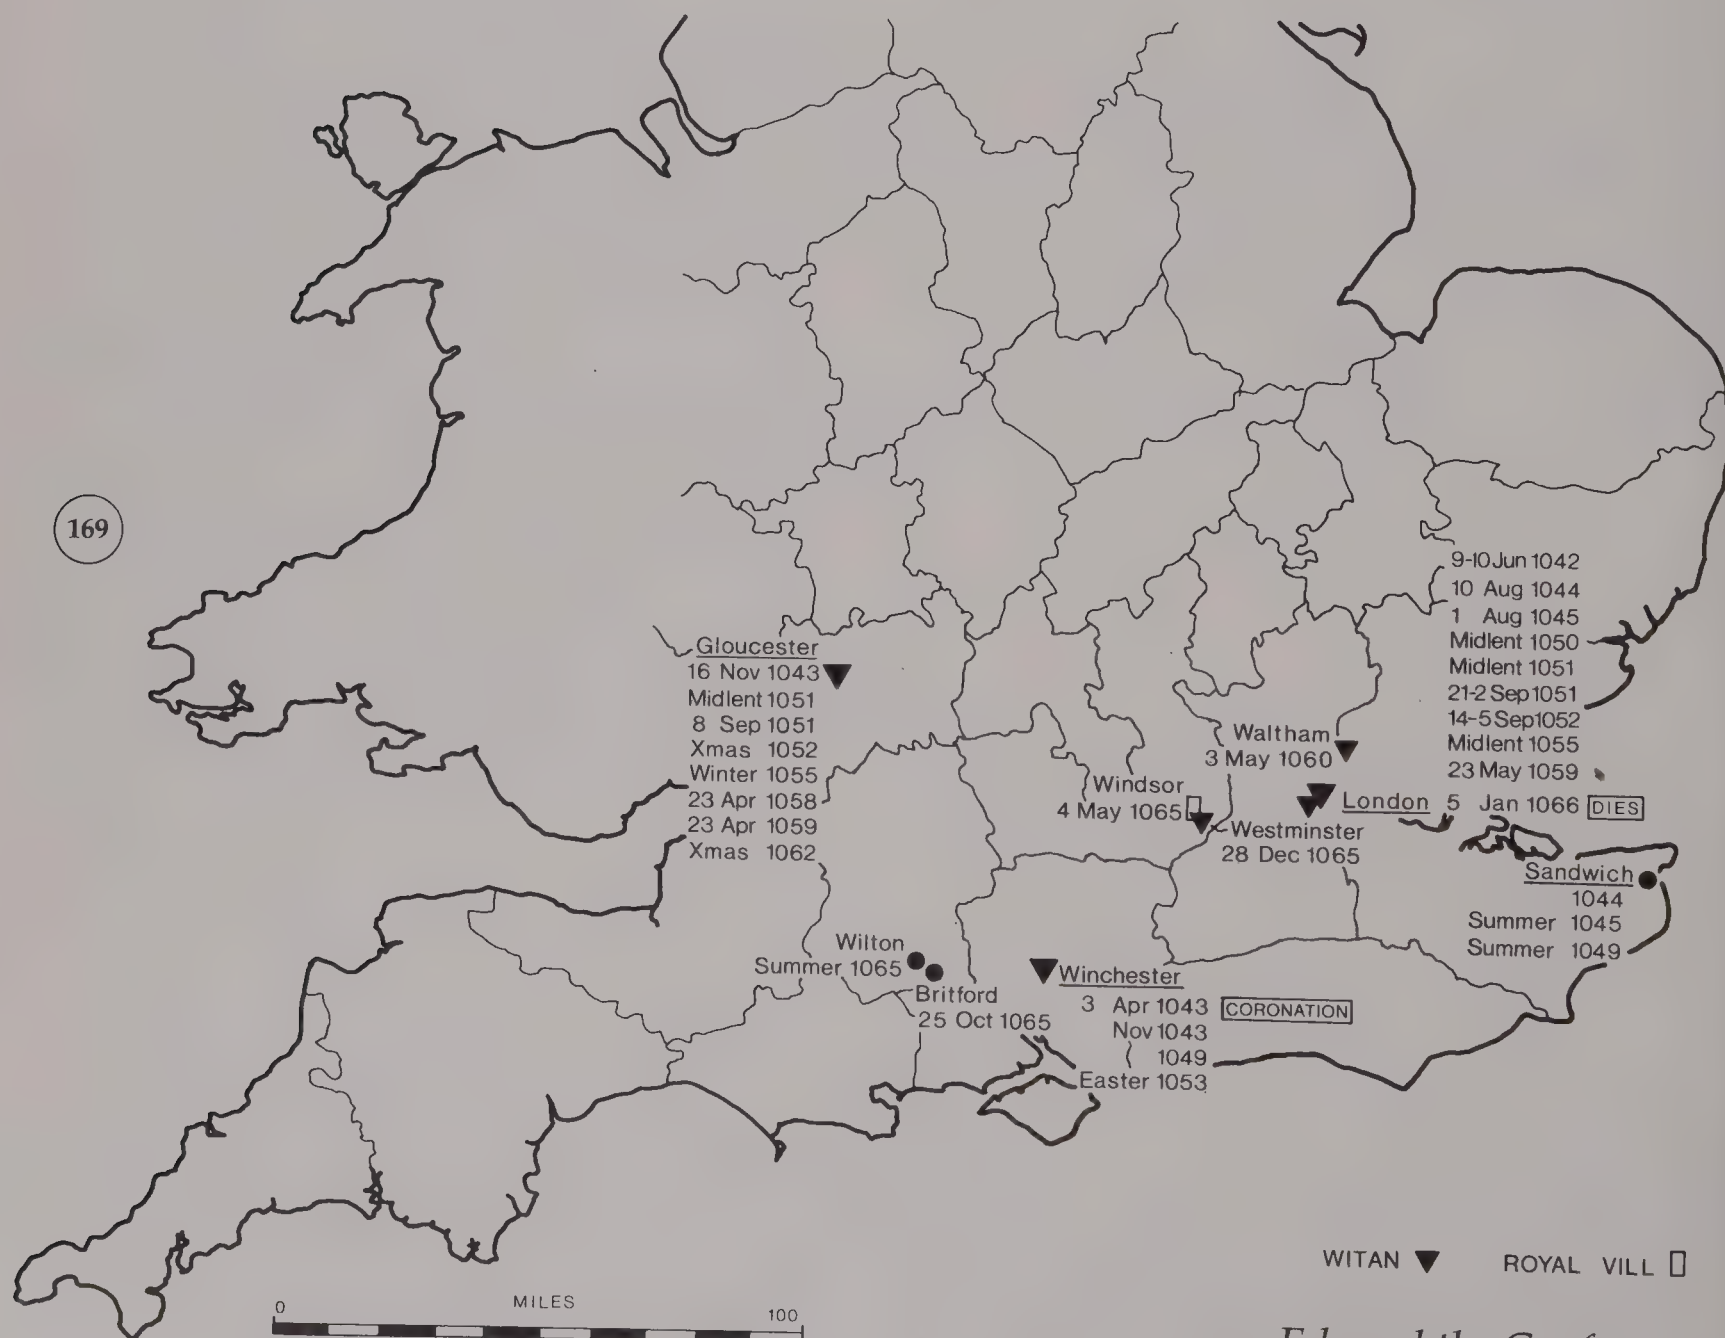 169
Gloucester
16 Nov 1043
Midlent 1051
8 Sep 1051
Xmas 1052
Winter 1055
23 Apr 1058
23 Apr 1059
Xmas 1062
9-10 Jun 1042
10 Aug 1044
1 Aug 1045
Midlent 1050
Midlent 1051
21-2 Sep 1051
14-5 Sep 1052
Midlent 1055
23 May 1059
London 5 Jan 1066 DIES
Waltham
3 May 1060
Windsor
4 May 1065
Westminster
28 Dec 1065
Sandwich
1044
Summer 1045
Summer 1049
Wilton
Summer 1065
Britford
25 Oct 1065
Winchester
3 Apr 1043 CORONATION
Nov 1043
1049
Easter 1053
WITAN ROYAL VILL
MILES
0 100